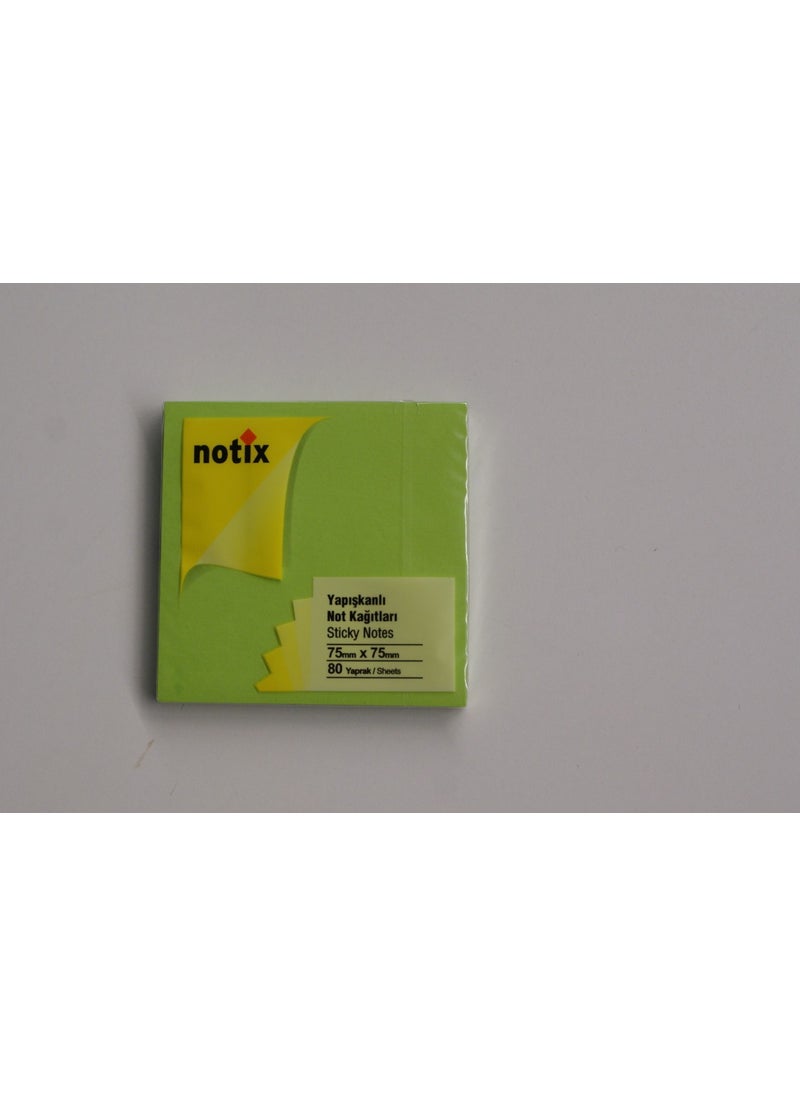 notix
Yapışkanlı
Not Kağıtları
Sticky Notes
75mm x 75mm
80 Yaprak / Sheets